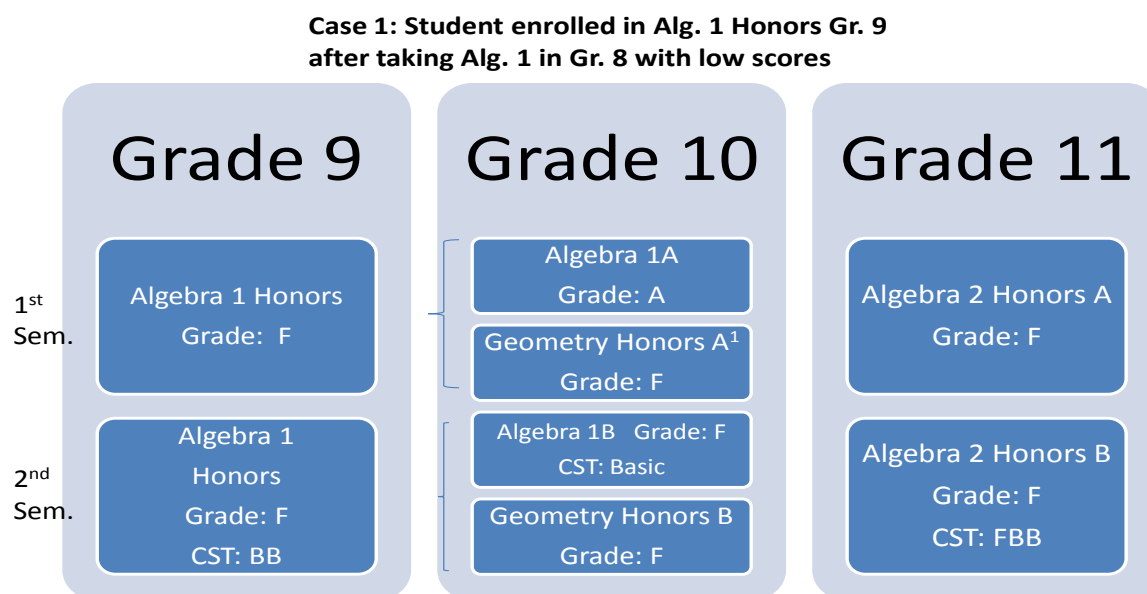 Case 1: Student enrolled in Alg. 1 Honors Gr. 9
after taking Alg. 1 in Gr. 8 with low scores
Grade 9
Grade 10
Grade 11
1st
Sem.
Algebra 1 Honors
Grade: F
Algebra 1A
Grade: A
Geometry Honors A¹
Grade: F
Algebra 2 Honors A
Grade: F
2nd
Sem.
Algebra 1
Honors
Grade: F
CST: BB
Algebra 1B Grade: F
CST: Basic
Geometry Honors B
Grade: F
Algebra 2 Honors B
Grade: F
CST: FBB